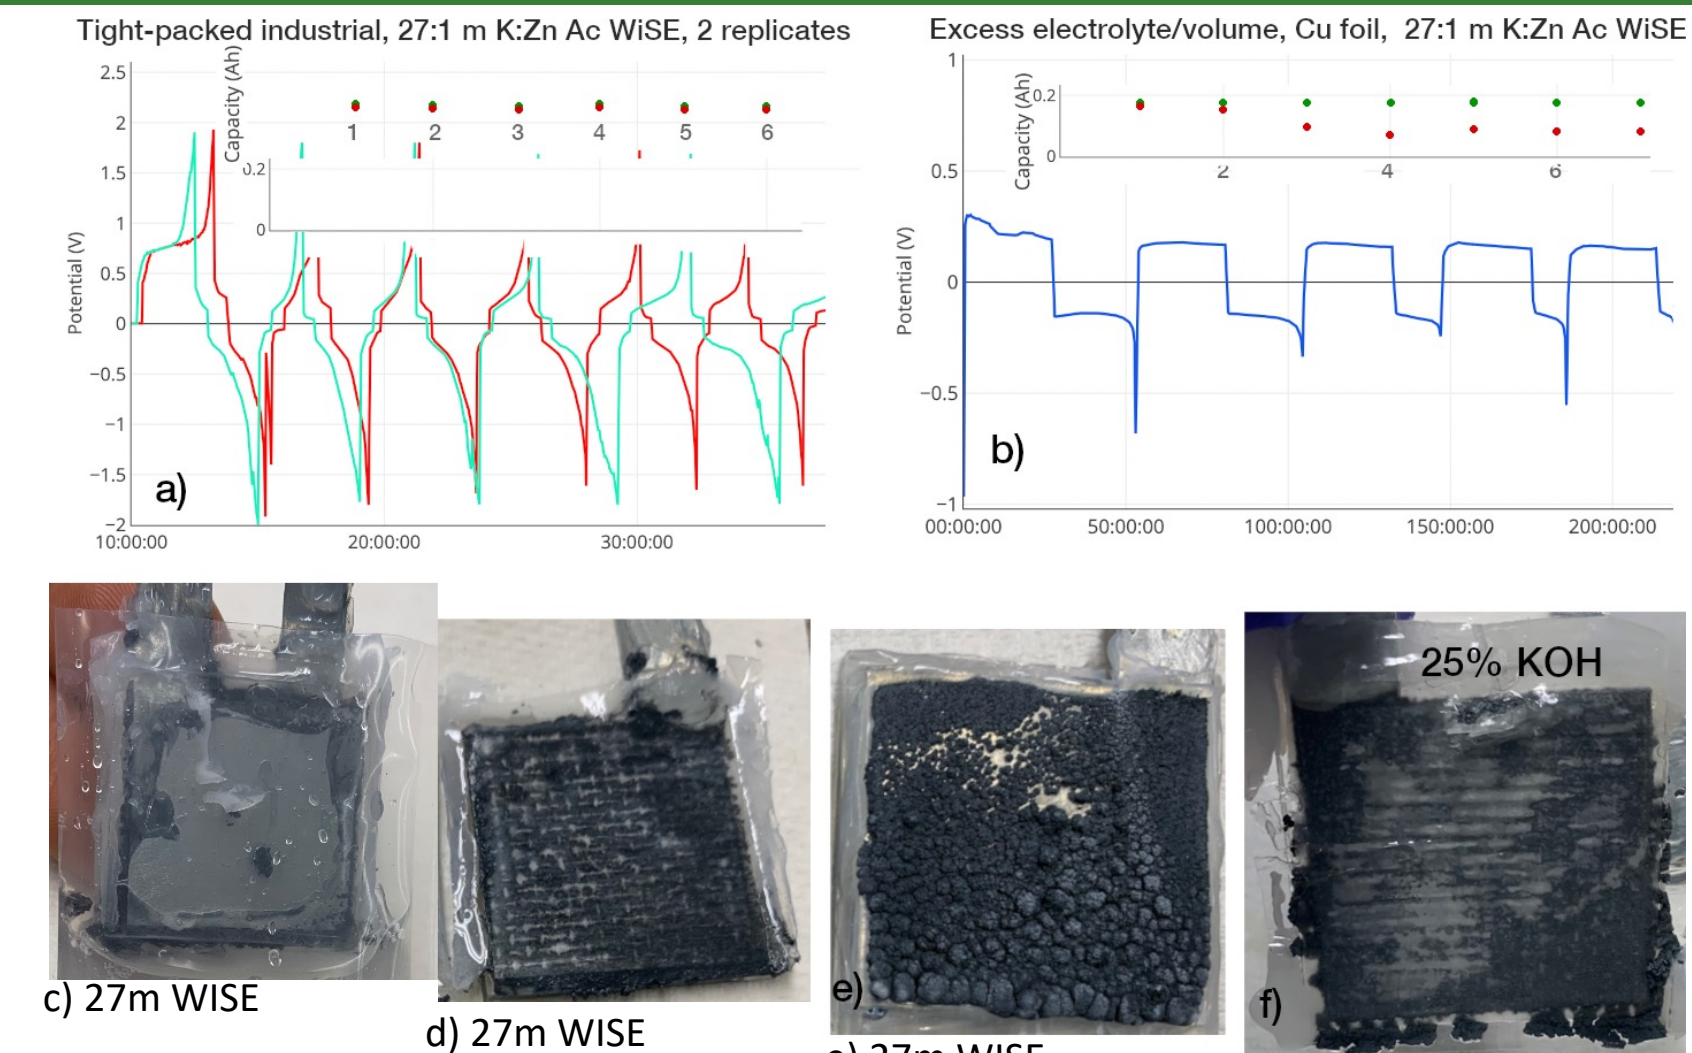 Tight-packed industrial, 27:1 m K:Zn Ac WiSE, 2 replicates
Capacity (Ah)
1 2 3 4 5 6
0.2
0
Potential (V)
2.5
2
1.5
1
0.5
0
−0.5
−1
−1.5
−2
10:00:00 20:00:00 30:00:00
a)
Excess electrolyte/volume, Cu foil, 27:1 m K:Zn Ac WiSE
Capacity (Ah)
0.2
0
2 4 6
Potential (V)
1
0.5
0
−0.5
−1
00:00:00 50:00:00 100:00:00 150:00:00 200:00:00
b)
c) 27m WISE
d) 27m WISE
e)
e) 27m WISE
25% KOH
f)